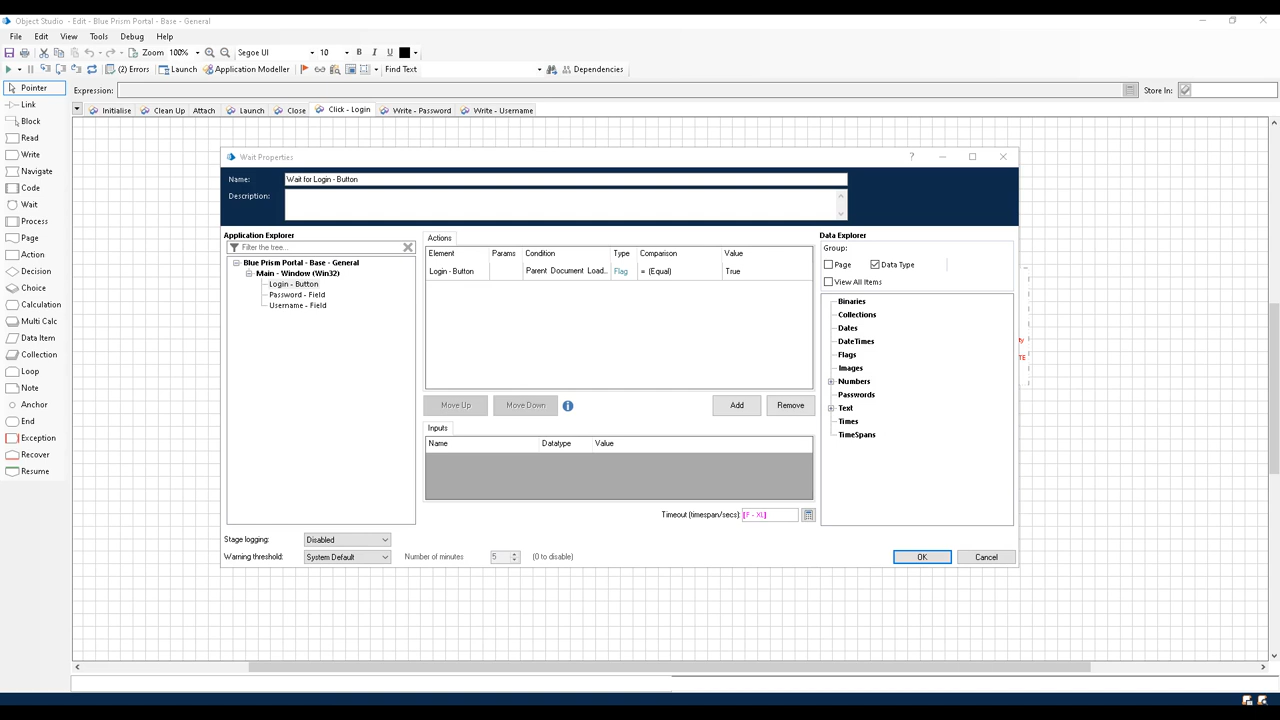 Object Studio - Edit - Blue Prism Portal - Base - General
File Edit View Tools Debug Help
Zoom 100% Segoe UI 10 B I U
(2) Errors Launch Application Modeller Find Text Dependencies
Pointer Expression: Store In:
Initialise Clean Up Attach Launch Close Click - Login Write - Password Write - Username
Link
Block
Read
Write
Navigate
Code
Wait
Process
Page
Action
Decision
Choice
Calculation
Multi Calc
Data Item
Collection
Loop
Note
Anchor
End
Exception
Recover
Resume
Wait Properties
Name: Wait for Login - Button
Description:
Application Explorer
Filter the tree...
Blue Prism Portal - Base - General
Main - Window (Win32)
Login - Button
Password - Field
Username - Field
Actions
Element Params Condition Type Comparison Value
Login - Button Parent Document Load.. Flag = (Equal) True
Move Up Move Down Add Remove
Inputs
Name Datatype Value
Timeout (timespan/secs): [F - XL]
Data Explorer
Group:
Page Data Type
View All Items
Binaries
Collections
Dates
DateTimes
Flags
Images
Numbers
Passwords
Text
Times
TimeSpans
TE
Stage logging: Disabled
Warning threshold: System Default Number of minutes 5 (0 to disable)
OK Cancel